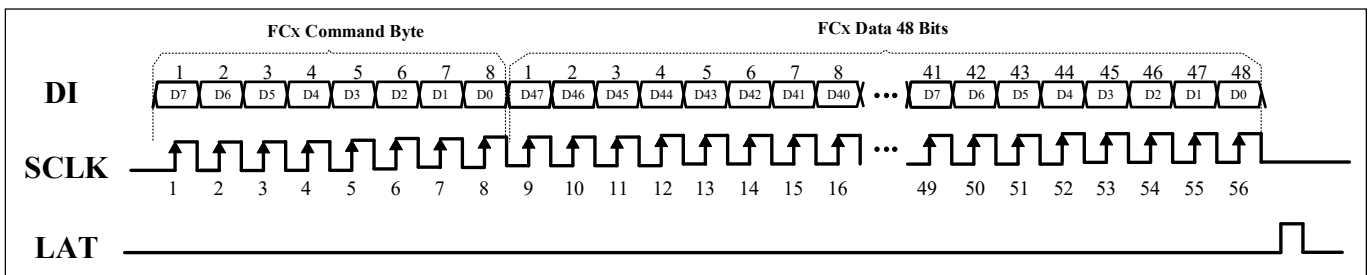 FCx Command Byte FCx Data 48 Bits
1 2 3 4 5 6 7 8 1 2 3 4 5 6 7 8 41 42 43 44 45 46 47 48
DI D7 D6 D5 D4 D3 D2 D1 D0 D47 D46 D45 D44 D43 D42 D41 D40 ... D7 D6 D5 D4 D3 D2 D1 D0
SCLK ...
1 2 3 4 5 6 7 8 9 10 11 12 13 14 15 16 49 50 51 52 53 54 55 56
LAT